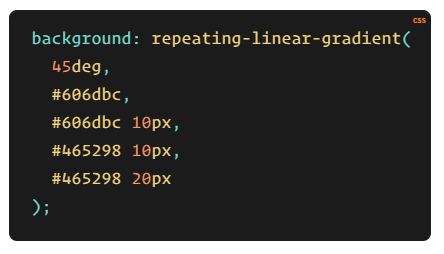 css
background: repeating-linear-gradient(
45deg,
#606dbc,
#606dbc 10px,
#465298 10px,
#465298 20px
);